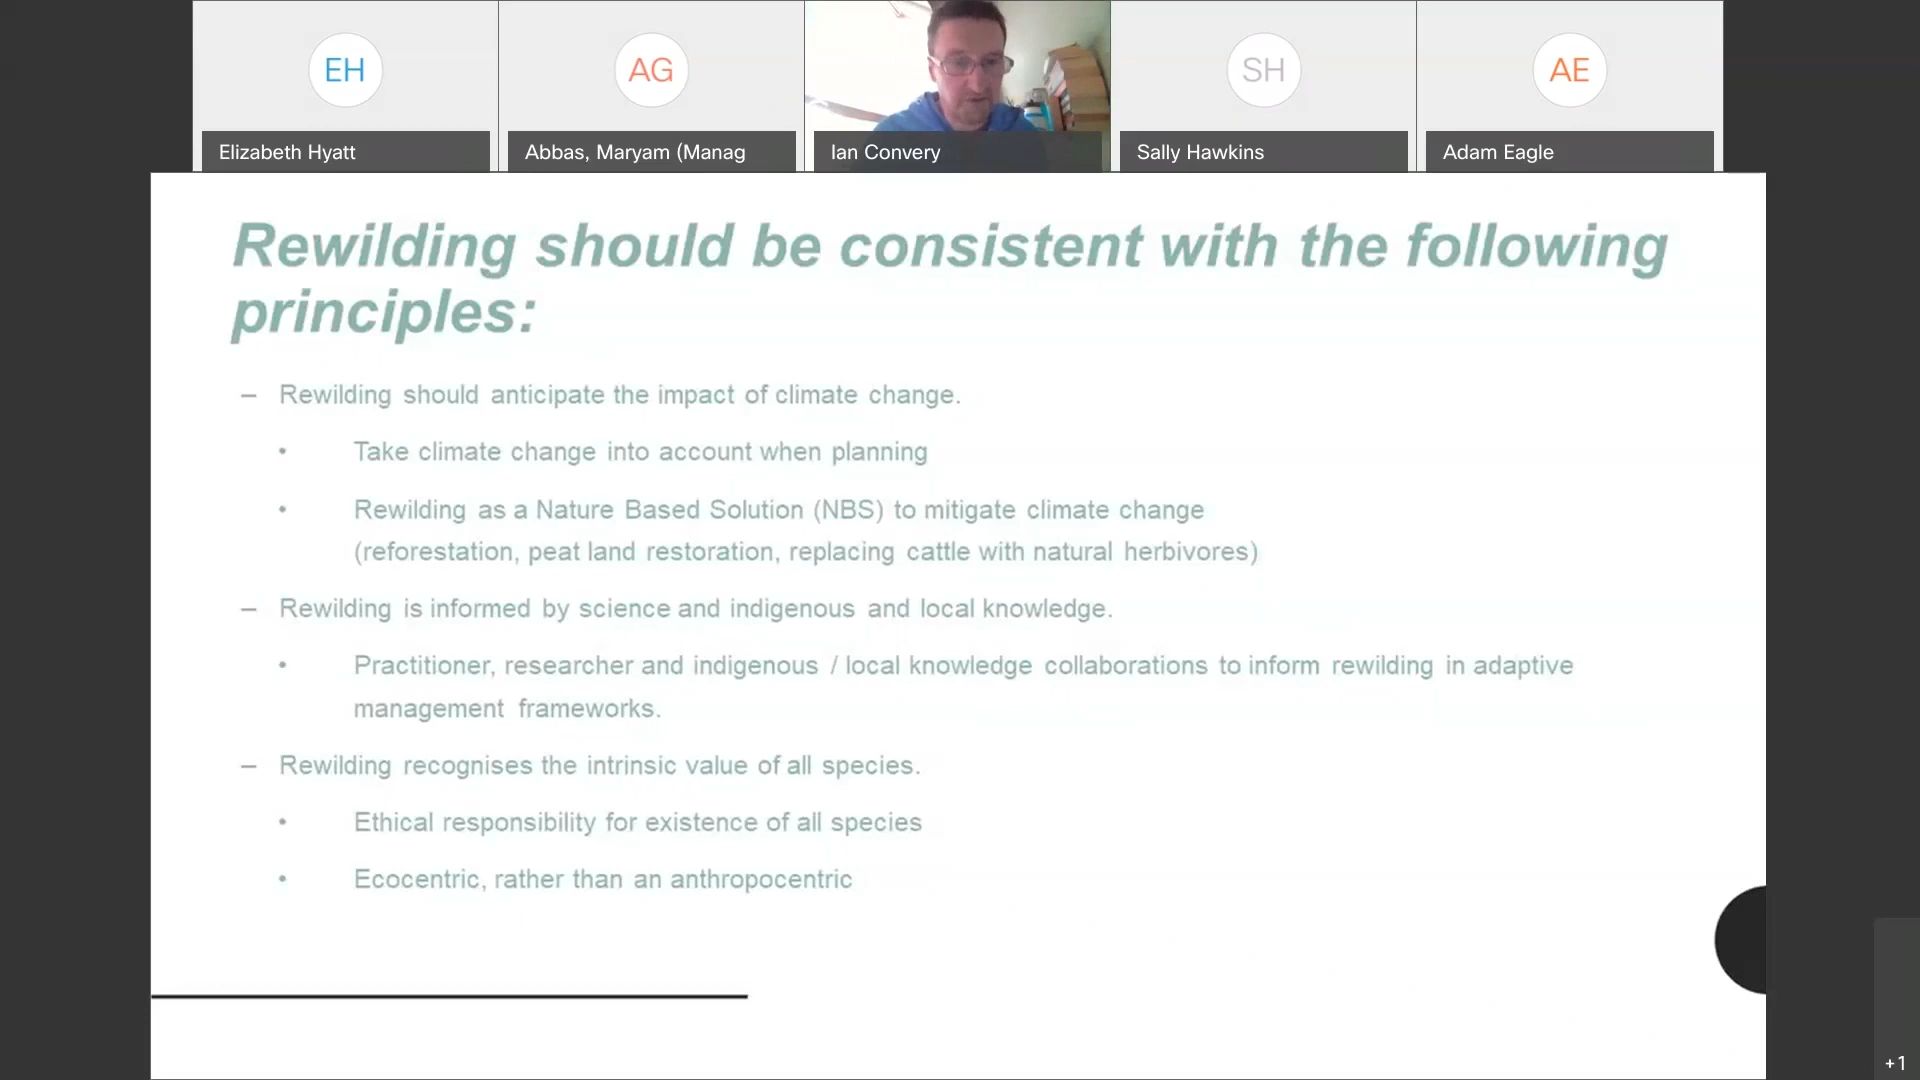 EH
AG
SH
AE
Elizabeth Hyatt
Abbas, Maryam (Manag
Ian Convery
Sally Hawkins
Adam Eagle
Rewilding should be consistent with the following
principles:
– Rewilding should anticipate the impact of climate change.
• Take climate change into account when planning
• Rewilding as a Nature Based Solution (NBS) to mitigate climate change
(reforestation, peat land restoration, replacing cattle with natural herbivores)
– Rewilding is informed by science and indigenous and local knowledge.
• Practitioner, researcher and indigenous / local knowledge collaborations to inform rewilding in adaptive
management frameworks.
– Rewilding recognises the intrinsic value of all species.
• Ethical responsibility for existence of all species
• Ecocentric, rather than an anthropocentric
+1